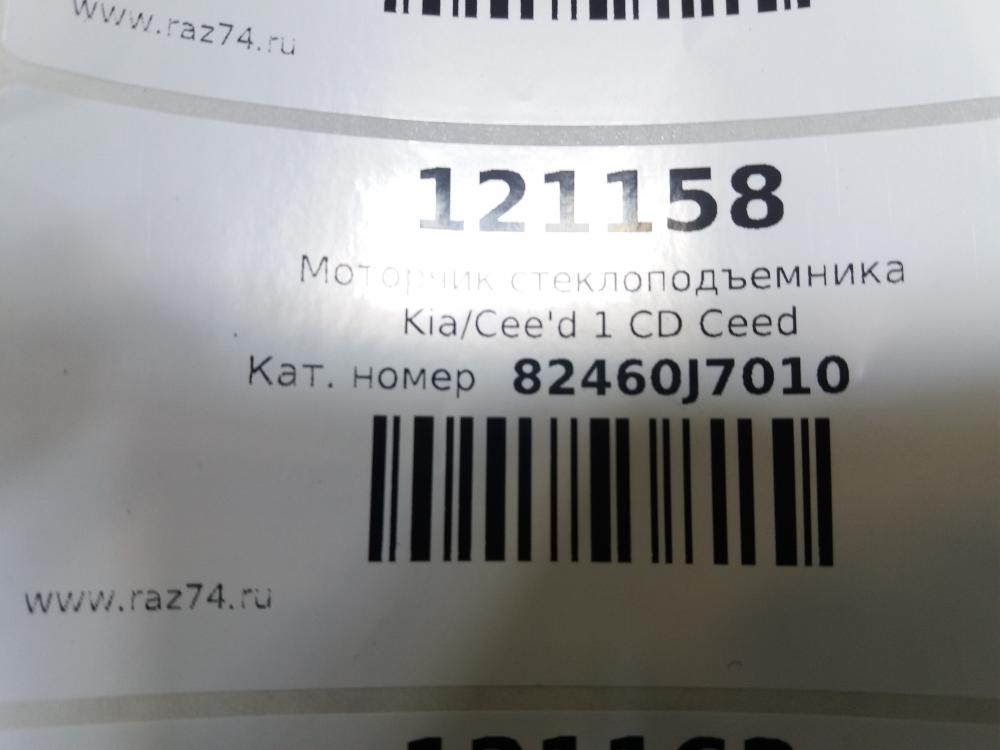 www.raz74.ru
121158
Моторчик стеклоподъемника
Kia/Cee'd 1 CD Ceed
Кат. номер 82460J7010
www.raz74.ru